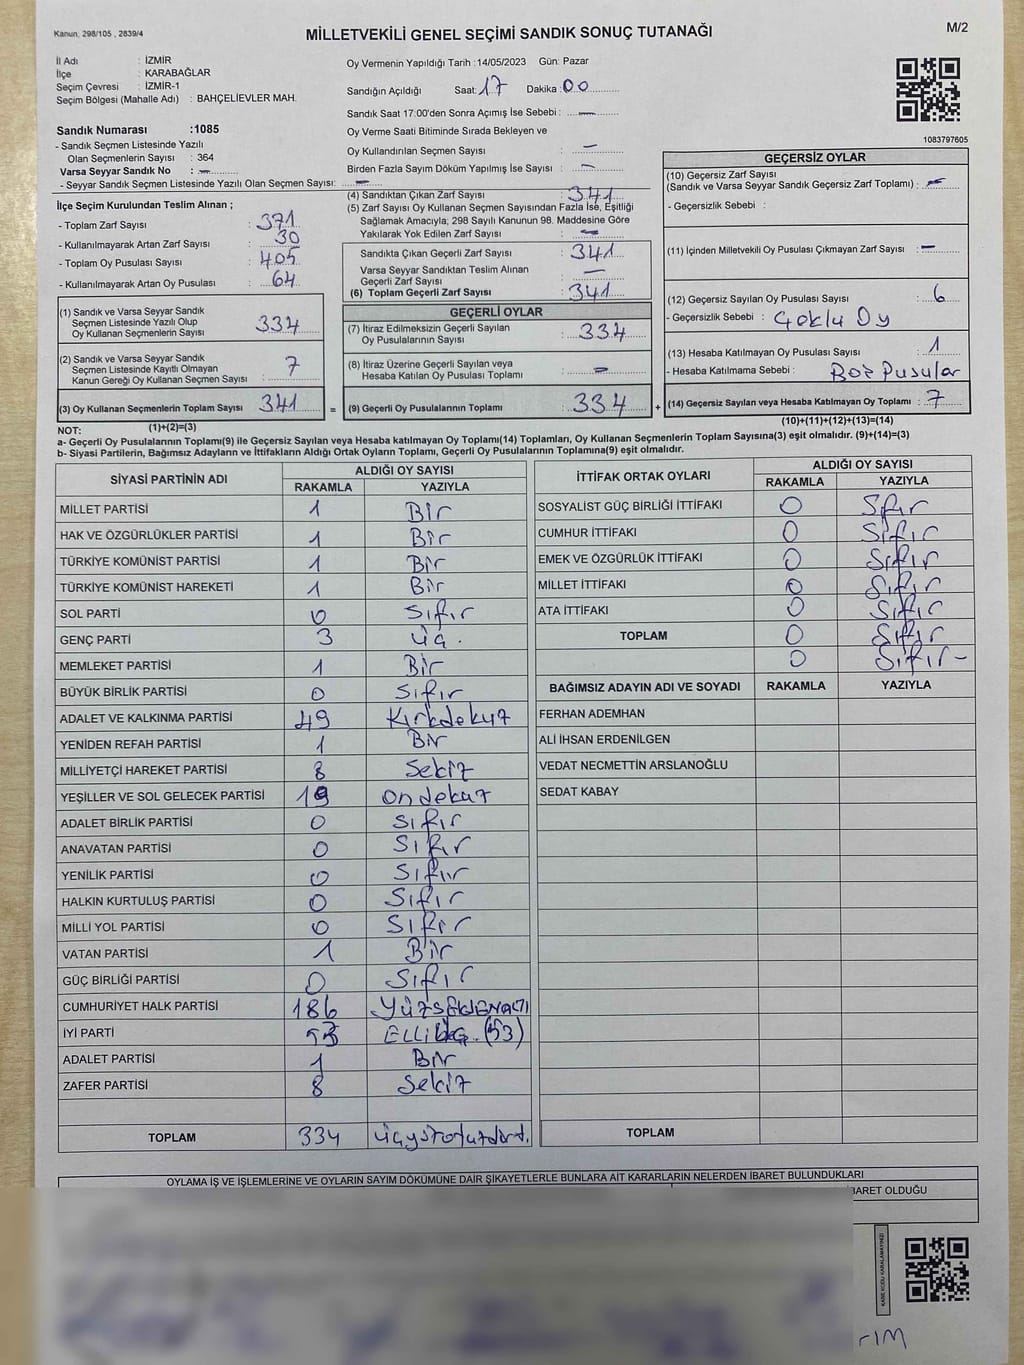 Kanun, 298/105 , 2839/4
MİLLETVEKİLİ GENEL SEÇİMİ SANDIK SONUÇ TUTANAĞI
M/2
İl Adı : İZMİR
İlçe : KARABAĞLAR
Seçim Çevresi : İZMİR-1
Seçim Bölgesi (Mahalle Adı) : BAHÇELİEVLER MAH.
Sandık Numarası :1085
- Sandık Seçmen Listesinde Yazılı
Olan Seçmenlerin Sayısı : 364
Varsa Seyyar Sandık No : -
- Seyyar Sandık Seçmen Listesinde Yazılı Olan Seçmen Sayısı: -
Oy Vermenin Yapıldığı Tarih :14/05/2023 Gün: Pazar
Sandığın Açıldığı Saat: 17 Dakika : 00
Sandık Saat 17:00'den Sonra Açımış İse Sebebi : -
Oy Verme Saati Bitiminde Sırada Bekleyen ve
Oy Kullandırılan Seçmen Sayısı : -
Birden Fazla Sayım Döküm Yapılmış İse Sayısı : -
1083797605
İlçe Seçim Kurulundan Teslim Alınan ;
- Toplam Zarf Sayısı : 371
- Kullanılmayarak Artan Zarf Sayısı : 30
- Toplam Oy Pusulası Sayısı : 405
- Kullanılmayarak Artan Oy Pusulası : 64
(1) Sandık ve Varsa Seyyar Sandık
Seçmen Listesinde Yazılı Olup
Oy Kullanan Seçmenlerin Sayısı : 334
(2) Sandık ve Varsa Seyyar Sandık
Seçmen Listesinde Kayıtlı Olmayan
Kanun Gereği Oy Kullanan Seçmen Sayısı : 7
(3) Oy Kullanan Seçmenlerin Toplam Sayısı : 341 =
(1)+(2)=(3)
(4) Sandıktan Çıkan Zarf Sayısı : 341
(5) Zarf Sayısı Oy Kullanan Seçmen Sayısından Fazla İse, Eşitliği
Sağlamak Amacıyla; 298 Sayılı Kanunun 98. Maddesine Göre
Yakılarak Yok Edilen Zarf Sayısı : -
Sandıkta Çıkan Geçerli Zarf Sayısı : 341
Varsa Seyyar Sandıktan Teslim Alınan
Geçerli Zarf Sayısı : -
(6) Toplam Geçerli Zarf Sayısı : 341
GEÇERLİ OYLAR
(7) İtiraz Edilmeksizin Geçerli Sayılan
Oy Pusulalarının Sayısı : 334
(8) İtiraz Üzerine Geçerli Sayılan veya
Hesaba Katılan Oy Pusulası Toplamı : -
(9) Geçerli Oy Pusulalarının Toplamı : 334 +
GEÇERSİZ OYLAR
(10) Geçersiz Zarf Sayısı
(Sandık ve Varsa Seyyar Sandık Geçersiz Zarf Toplamı) : -
- Geçersizlik Sebebi :
(11) İçinden Milletvekili Oy Pusulası Çıkmayan Zarf Sayısı : -
(12) Geçersiz Sayılan Oy Pusulası Sayısı : 6
- Geçersizlik Sebebi : Çoklu Oy
(13) Hesaba Katılmayan Oy Pusulası Sayısı : 1
- Hesaba Katılmama Sebebi : Boş Pusular
(14) Geçersiz Sayılan veya Hesaba Katılmayan Oy Toplamı : 7
(10)+(11)+(12)+(13)=(14)
NOT:
a- Geçerli Oy Pusulalarının Toplamı(9) ile Geçersiz Sayılan veya Hesaba katılmayan Oy Toplamı(14) Toplamları, Oy Kullanan Seçmenlerin Toplam Sayısına(3) eşit olmalıdır. (9)+(14)=(3)
b- Siyasi Partilerin, Bağımsız Adayların ve İttifakların Aldığı Ortak Oyların Toplamı, Geçerli Oy Pusulalarının Toplamına(9) eşit olmalıdır.
SİYASİ PARTİNİN ADI ALDIĞI OY SAYISI
RAKAMLA YAZIYLA
MİLLET PARTİSİ 1 Bir
HAK VE ÖZGÜRLÜKLER PARTİSİ 1 Bir
TÜRKİYE KOMÜNİST PARTİSİ 1 Bir
TÜRKİYE KOMÜNİST HAREKETİ 1 Bir
SOL PARTİ 0 Sıfır
GENÇ PARTİ 3 üç.
MEMLEKET PARTİSİ 1 Bir
BÜYÜK BİRLİK PARTİSİ 0 Sıfır
ADALET VE KALKINMA PARTİSİ 49 Kırkdokuz
YENİDEN REFAH PARTİSİ 1 Bir
MİLLİYETÇİ HAREKET PARTİSİ 8 Sekiz
YEŞİLLER VE SOL GELECEK PARTİSİ 19 Ondokuz
ADALET BİRLİK PARTİSİ 0 Sıfır
ANAVATAN PARTİSİ 0 Sıfır
YENİLİK PARTİSİ 0 Sıfır
HALKIN KURTULUŞ PARTİSİ 0 Sıfır
MİLLİ YOL PARTİSİ 0 Sıfır
VATAN PARTİSİ 1 Bir
GÜÇ BİRLİĞİ PARTİSİ 0 Sıfır
CUMHURİYET HALK PARTİSİ 186 YÜZSEKSENALTI
İYİ PARTİ 53 ELLİÜÇ. (53)
ADALET PARTİSİ 1 Bir
ZAFER PARTİSİ 8 Sekiz
TOPLAM 334 üçyüzotuzdört.
İTTİFAK ORTAK OYLARI ALDIĞI OY SAYISI
RAKAMLA YAZIYLA
SOSYALİST GÜÇ BİRLİĞİ İTTİFAKI 0 Sıfır
CUMHUR İTTİFAKI 0 Sıfır
EMEK VE ÖZGÜRLÜK İTTİFAKI 0 Sıfır
MİLLET İTTİFAKI 0 Sıfır
ATA İTTİFAKI 0 Sıfır
TOPLAM 0 Sıfır
0 Sıfır-
BAĞIMSIZ ADAYIN ADI VE SOYADI RAKAMLA YAZIYLA
FERHAN ADEMHAN
ALİ İHSAN ERDENİLGEN
VEDAT NECMETTİN ARSLANOĞLU
SEDAT KABAY
TOPLAM
OYLAMA İŞ VE İŞLEMLERİNE VE OYLARIN SAYIM DÖKÜMÜNE DAİR ŞİKAYETLERLE BUNLARA AİT KARARLARIN NELERDEN İBARET BULUNDUKLARI
İBARET OLDUĞU